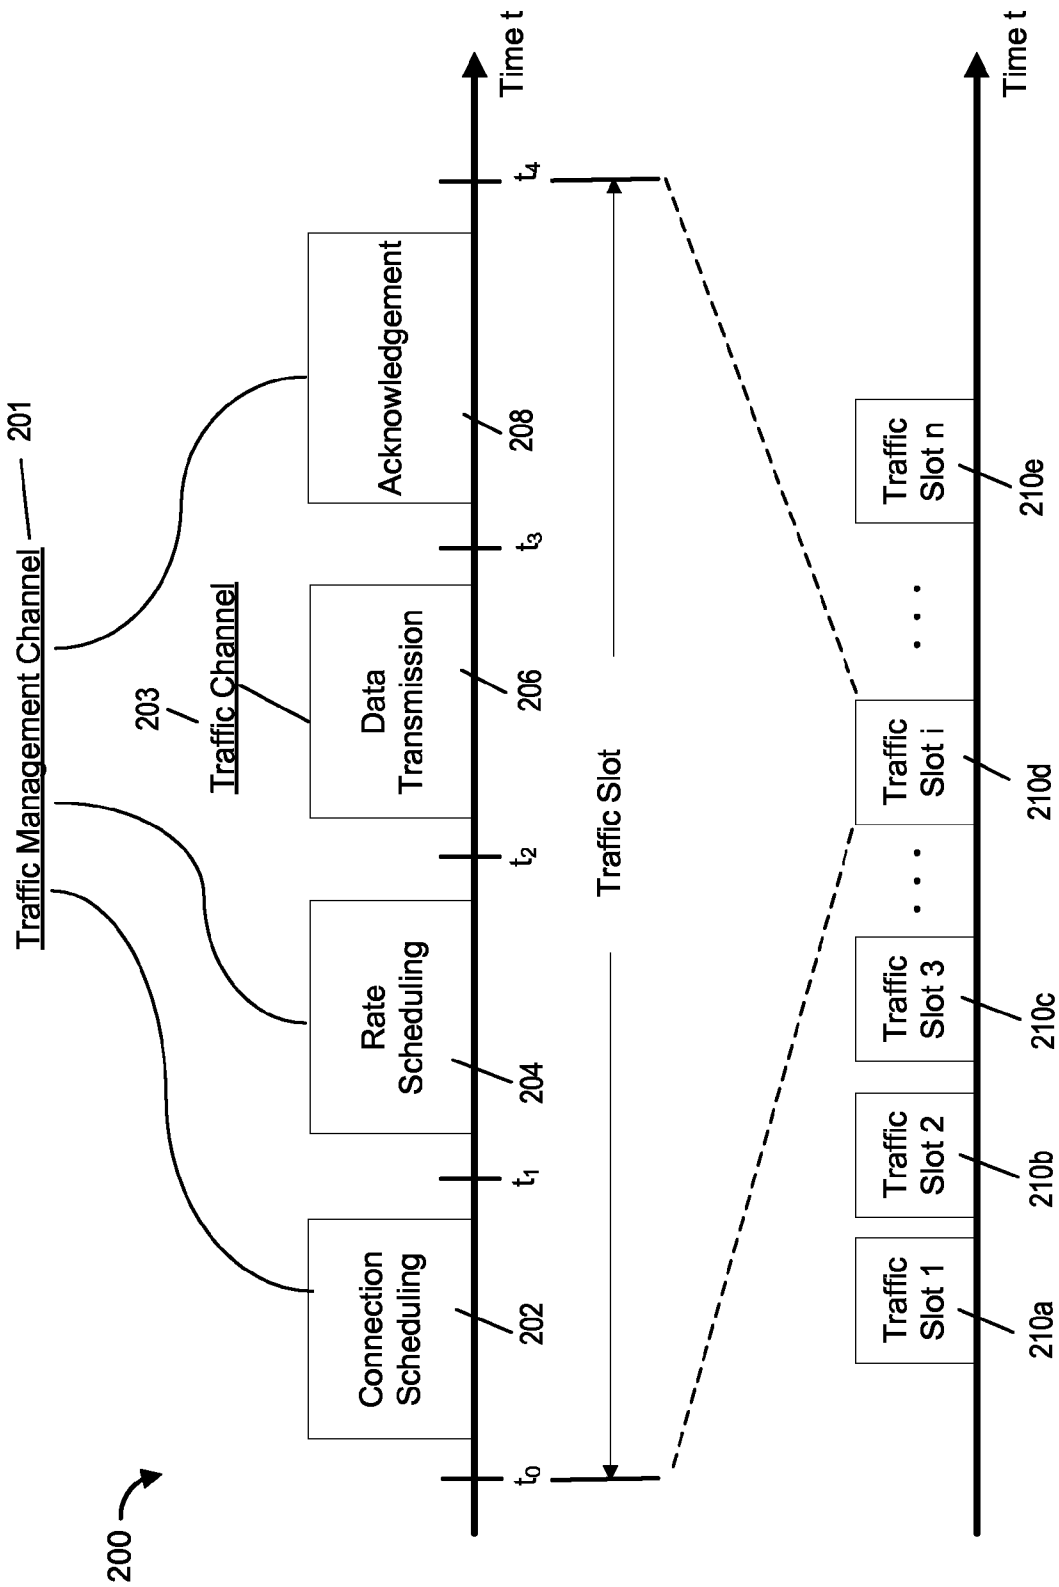 200
Traffic Management Channel
201
203
Traffic Channel
Connection
Scheduling
Rate
Scheduling
Data
Transmission
Acknowledgement
202
204
206
208
t0
t1
t2
t3
t4
Time t
Traffic Slot
Traffic
Slot 1
Traffic
Slot 2
Traffic
Slot 3
. . .
Traffic
Slot i
. . .
Traffic
Slot n
210a
210b
210c
210d
210e
Time t